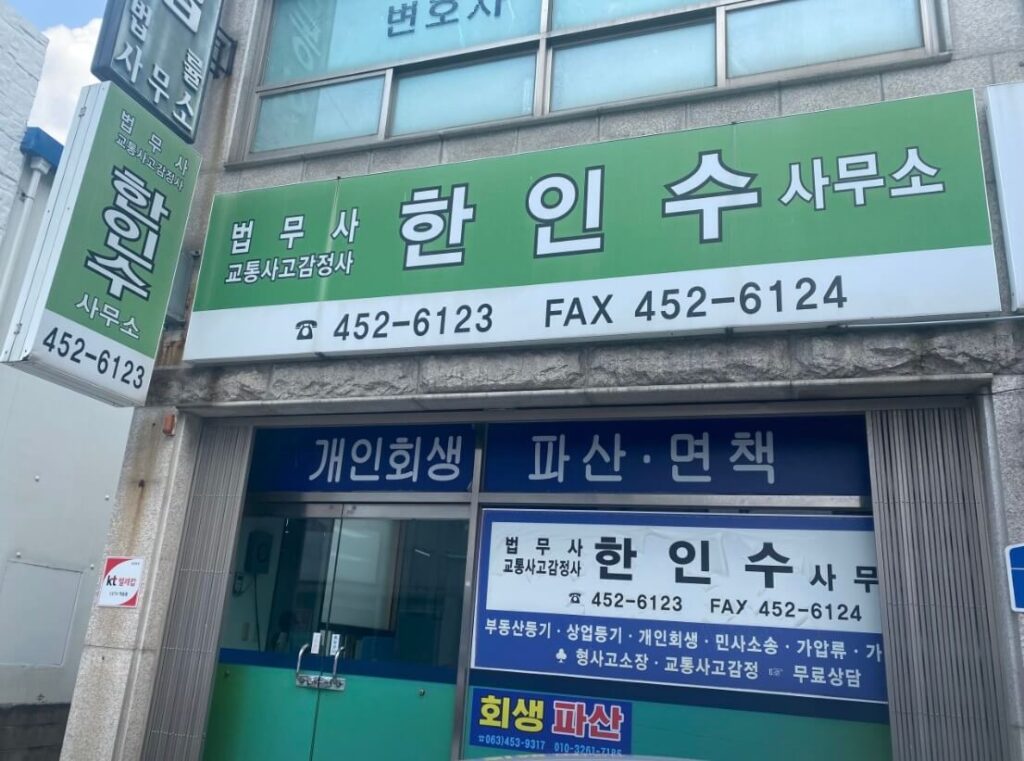 변호사
법
사무소
법무사
교통사고감정사
한인수
사무소
452-6123
법무사
교통사고감정사
한인수 사무소
☎ 452-6123 FAX 452-6124
개인회생 파산·면책
법무사
교통사고감정사
한인수 사무
☎ 452-6123 FAX 452-6124
부동산등기·상업등기·개인회생·민사소송·가압류·가
♣ 형사고소장·교통사고감정 ☞ 무료상담
kt 텔레캅
회생 파산
☎063)453-9317 010-3261-7185